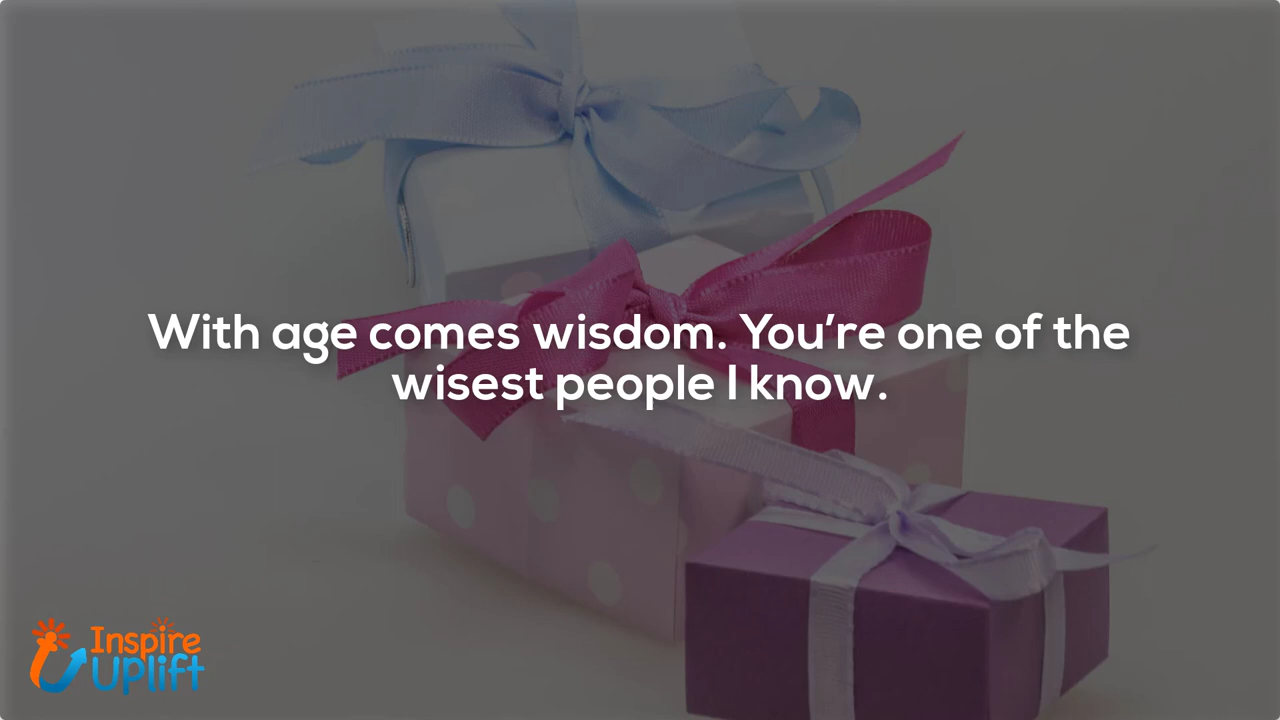 With age comes wisdom. You’re one of the
wisest people I know.
Inspire
Uplift